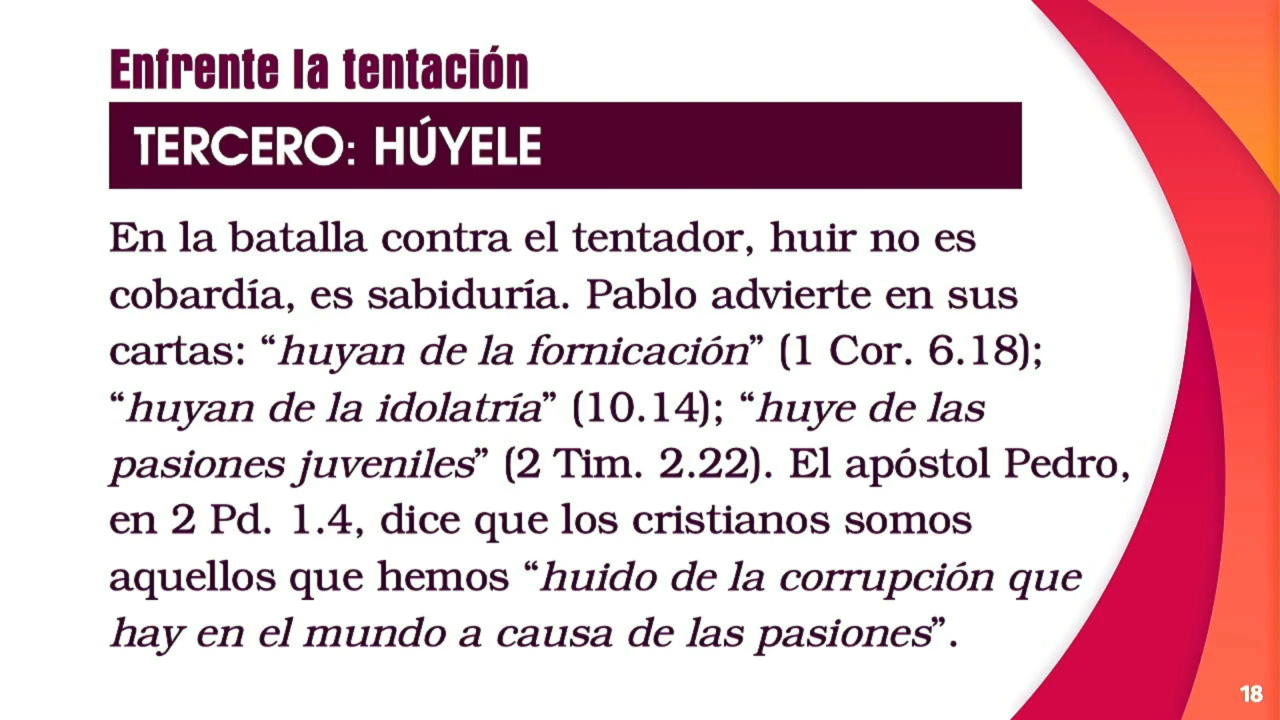 Enfrente la tentación
TERCERO: HÚYELE
En la batalla contra el tentador, huir no es
cobardía, es sabiduría. Pablo advierte en sus
cartas: “huyan de la fornicación” (1 Cor. 6.18);
“huyan de la idolatría” (10.14); “huye de las
pasiones juveniles” (2 Tim. 2.22). El apóstol Pedro,
en 2 Pd. 1.4, dice que los cristianos somos
aquellos que hemos “huido de la corrupción que
hay en el mundo a causa de las pasiones”.
18